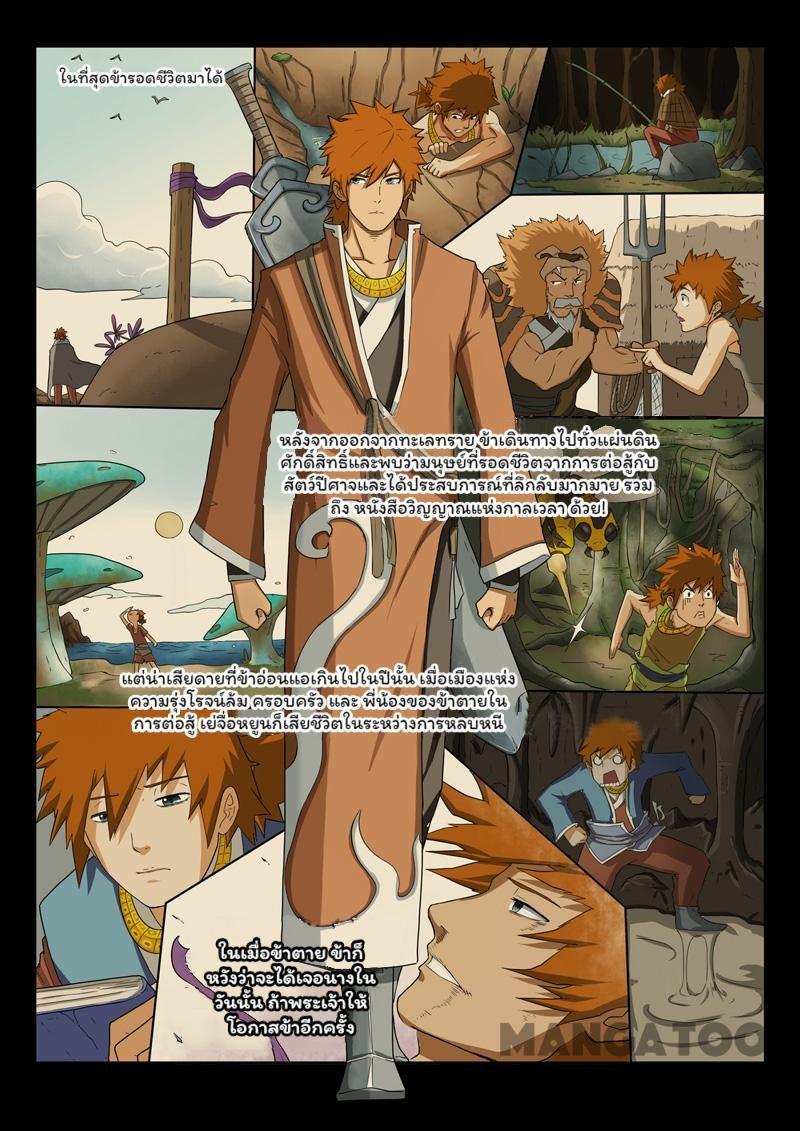 ในที่สุดข้ารอดชีวิตมาได้
หลังจากออกจากทะเลทราย ข้าเดินทางไปทั่วแผ่นดิน
ศักดิ์สิทธิ์และพบว่ามนุษย์ที่รอดชีวิตจากการต่อสู้กับ
สัตว์ปีศาจและได้ประสบการณ์ที่ลึกลับมากมาย รวม
ถึง หนังสือวิญญาณแห่งกาลเวลา ด้วย!
แต่น่าเสียดายที่ข้าอ่อนแอเกินไปในปีนั้น เมื่อเมืองแห่ง
ความรุ่งโรจน์ล้ม ครอบครัว และ พี่น้องของข้าตายใน
การต่อสู้ เย่จื่อหยูนก็เสียชีวิตในระหว่างการหลบหนี
ในเมื่อข้าตาย ข้าก็
หวังว่าจะได้เจอนางใน
วันนั้น ถ้าพระเจ้าให้
โอกาสข้าอีกครั้ง
MANGATOON